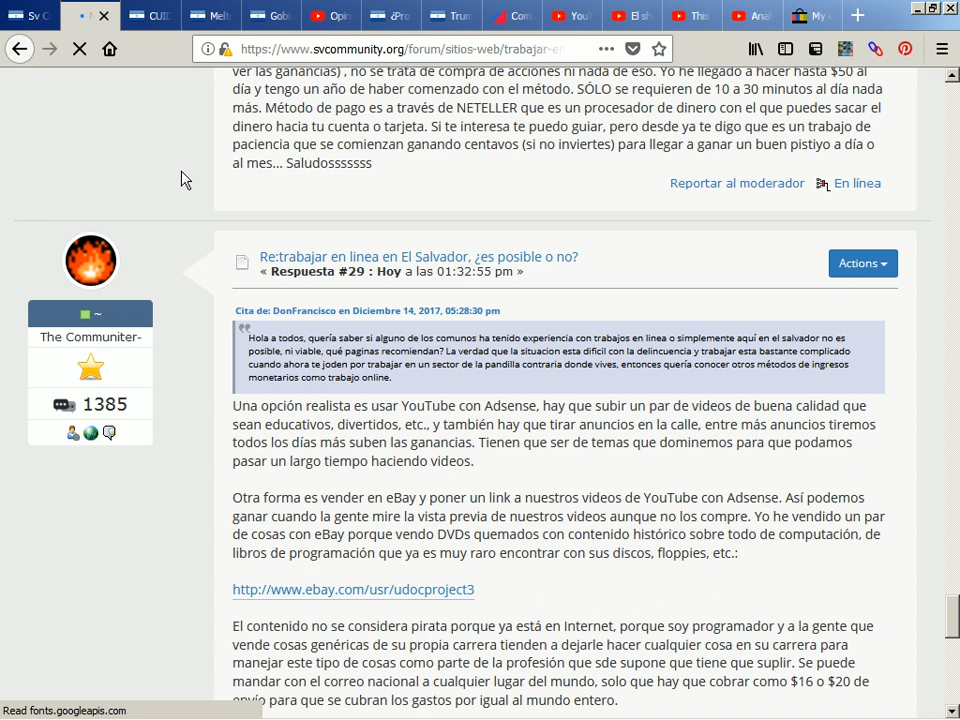 Sv Co
CUID
Melt
Gobi
Opin
¿Pro
Trum
Com
YouT
El sh
This
Anal
My e
https://www.svcommunity.org/forum/sitios-web/trabajar-en
ver las ganancias) , no se trata de compra de acciones ni nada de eso. Yo he llegado a hacer hasta $50 al
día y tengo un año de haber comenzado con el método. SÓLO se requieren de 10 a 30 minutos al día nada
más. Método de pago es a través de NETELLER que es un procesador de dinero con el que puedes sacar el
dinero hacia tu cuenta o tarjeta. Si te interesa te puedo guiar, pero desde ya te digo que es un trabajo de
paciencia que se comienzan ganando centavos (si no inviertes) para llegar a ganar un buen pistiyo a día o
al mes... Saludosssssss
Reportar al moderador En línea
~
The Communiter-
1385
Re:trabajar en linea en El Salvador, ¿es posible o no?
« Respuesta #29 : Hoy a las 01:32:55 pm »
Actions
Cita de: DonFrancisco en Diciembre 14, 2017, 05:28:30 pm
Hola a todos, quería saber si alguno de los comunos ha tenido experiencia con trabajos en linea o simplemente aquí en el salvador no es
posible, ni viable, qué paginas recomiendan? La verdad que la situacion esta dificil con la delincuencia y trabajar esta bastante complicado
cuando ahora te joden por trabajar en un sector de la pandilla contraria donde vives, entonces quería conocer otros métodos de ingresos
monetarios como trabajo online.
Una opción realista es usar YouTube con Adsense, hay que subir un par de videos de buena calidad que
sean educativos, divertidos, etc., y también hay que tirar anuncios en la calle, entre más anuncios tiremos
todos los días más suben las ganancias. Tienen que ser de temas que dominemos para que podamos
pasar un largo tiempo haciendo videos.
Otra forma es vender en eBay y poner un link a nuestros videos de YouTube con Adsense. Así podemos
ganar cuando la gente mire la vista previa de nuestros videos aunque no los compre. Yo he vendido un par
de cosas con eBay porque vendo DVDs quemados con contenido histórico sobre todo de computación, de
libros de programación que ya es muy raro encontrar con sus discos, floppies, etc.:
http://www.ebay.com/usr/udocproject3
El contenido no se considera pirata porque ya está en Internet, porque soy programador y a la gente que
vende cosas genéricas de su propia carrera tienden a dejarle hacer cualquier cosa en su carrera para
manejar este tipo de cosas como parte de la profesión que sde supone que tiene que suplir. Se puede
mandar con el correo nacional a cualquier lugar del mundo, solo que hay que cobrar como $16 o $20 de
envío para que se cubran los gastos por igual al mundo entero.
Read fonts.googleapis.com